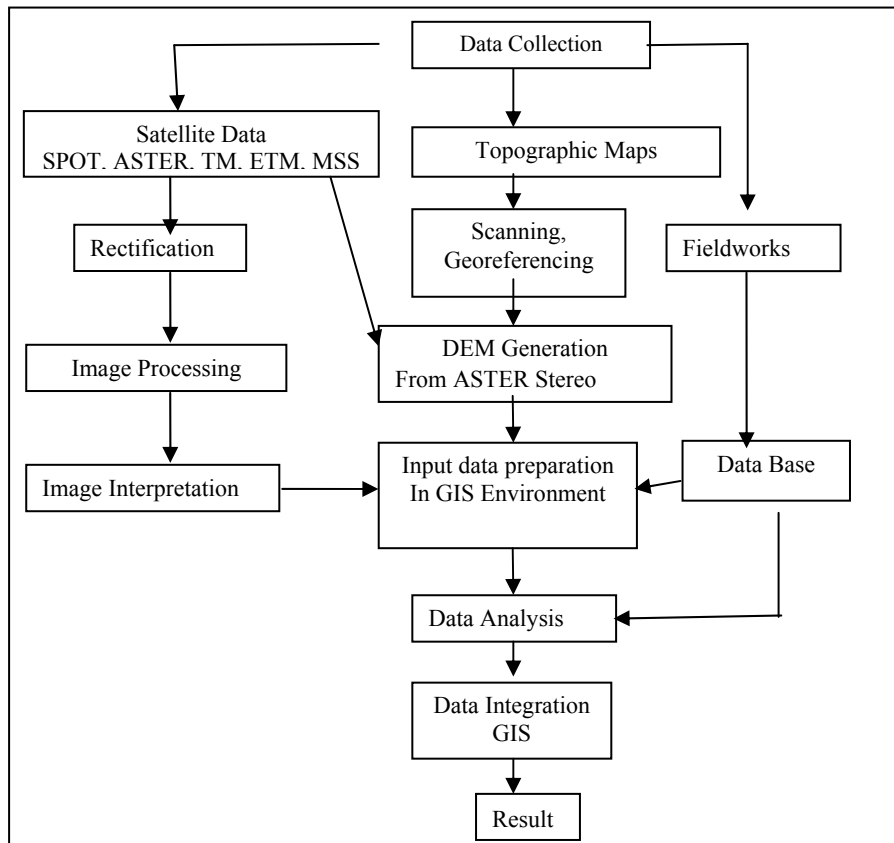 Data Collection
Satellite Data
SPOT, ASTER, TM, ETM, MSS
Topographic Maps
Rectification
Scanning,
Georeferencing
Fieldworks
Image Processing
DEM Generation
From ASTER Stereo
Image Interpretation
Input data preparation
In GIS Environment
Data Base
Data Analysis
Data Integration
GIS
Result